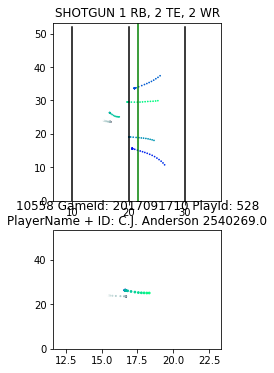 SHOTGUN 1 RB, 2 TE, 2 WR
50
40
30
20
10
0
10 20 30
10558 GameId: 2017091710 PlayId: 528
PlayerName + ID: C.J. Anderson 2540269.0
40
20
0
12.5 15.0 17.5 20.0 22.5